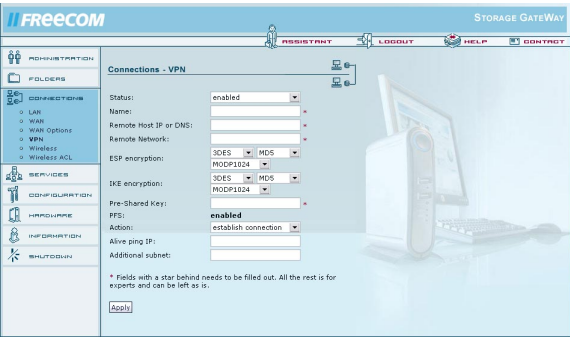 FREECOM
STORAGE GATEWAY
ASSISTANT
LOGOUT
HELP
CONTACT
ADMINISTRATION
FOLDERS
CONNECTIONS
LAN
WAN
WAN Options
VPN
Wireless
Wireless ACL
SERVICES
CONFIGURATION
HARDWARE
INFORMATION
SHUTDOWN
Connections - VPN
Status: enabled
Name: *
Remote Host IP or DNS: *
Remote Network: *
ESP encryption: 3DES MD5
MODP1024
IKE encryption: 3DES MD5
MODP1024
Pre-Shared Key: *
PFS: enabled
Action: establish connection
Alive ping IP:
Additional subnet:
* Fields with a star behind needs to be filled out. All the rest is for
experts and can be left as is.
Apply